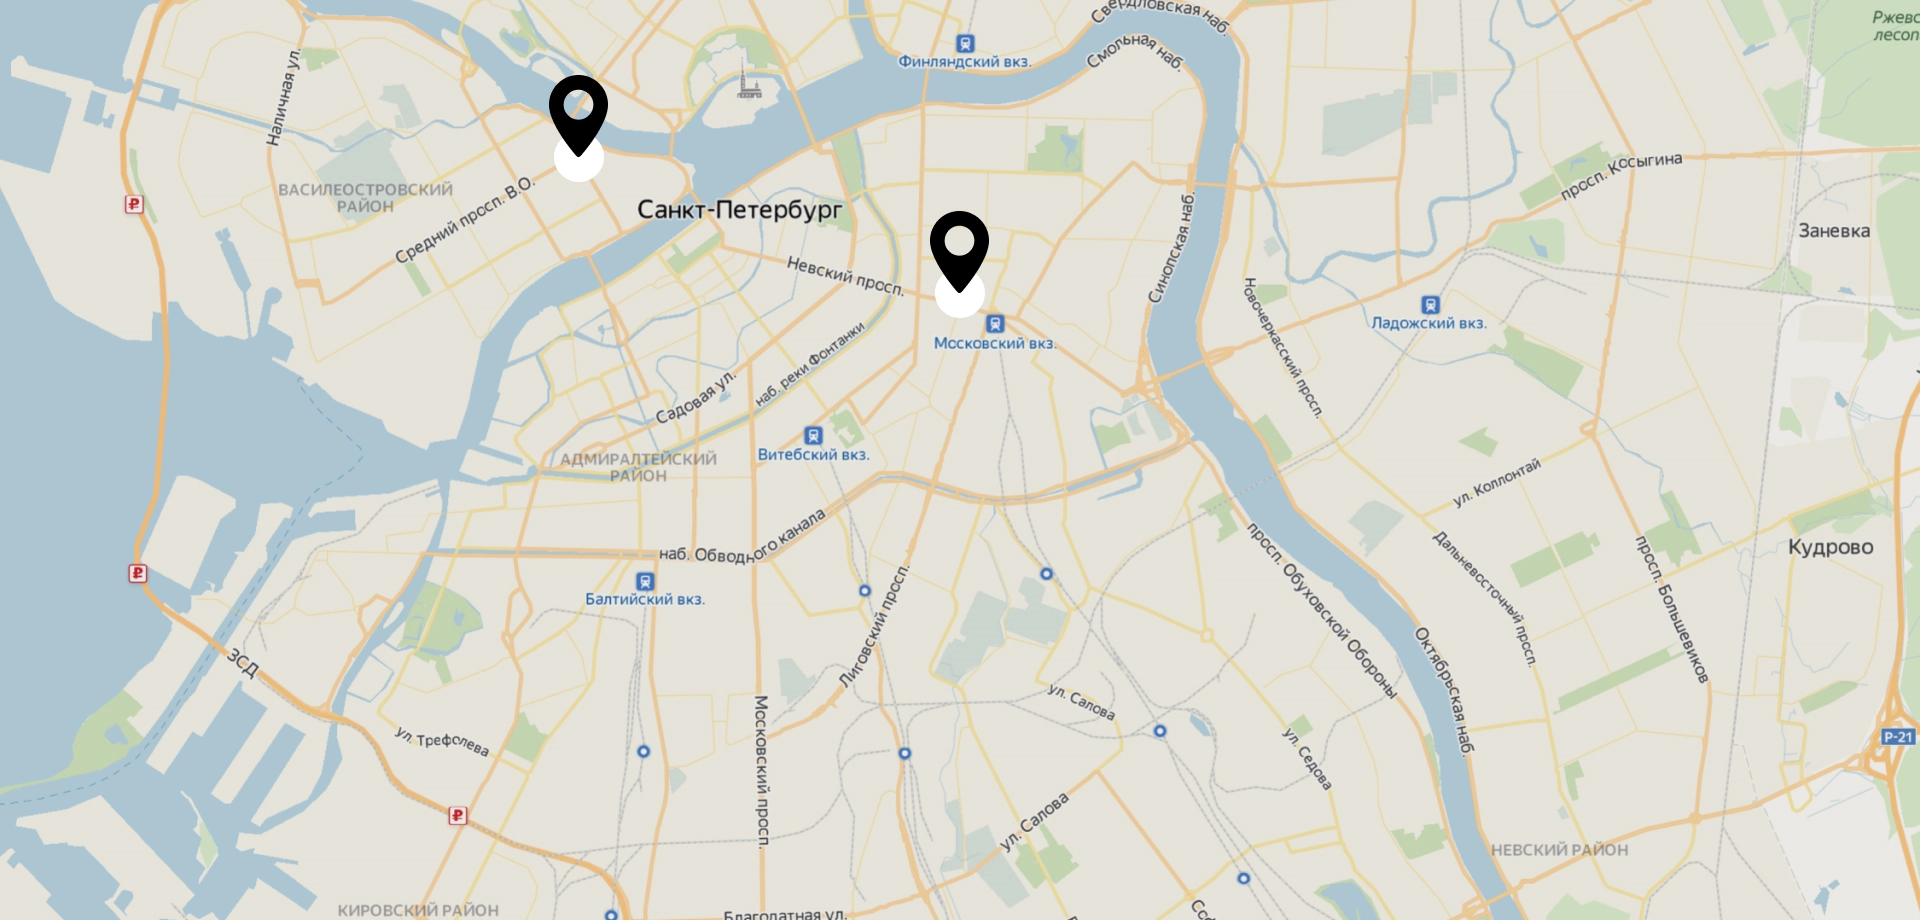 Свердловская наб.
Ржевс
лесоп
Смольная наб.
Финляндский вкз.
Наличная ул.
просп. Косыгина
ВАСИЛЕОСТРОВСКИЙ
РАЙОН
Средний просп. В.О.
₽
Санкт-Петербург
Заневка
Синопская наб.
Невский просп.
Новочеркасский просп.
Ладожский вкз.
Московский вкз.
наб. реки Фонтанки
Садовая ул.
Витебский вкз.
АДМИРАЛТЕЙСКИЙ
РАЙОН
ул. Коллонтай
наб. Обводного канала
Кудрово
просп. Обуховской Обороны
Дальневосточный просп.
просп. Большевиков
₽
Балтийский вкз.
Лиговский просп.
Октябрьская наб.
ЗСД
ул. Салова
Московский просп.
ул. Трефолева
ул. Седова
Р-21
₽
ул. Салова
НЕВСКИЙ РАЙОН
КИРОВСКИЙ РАЙОН
Благодатная ул.